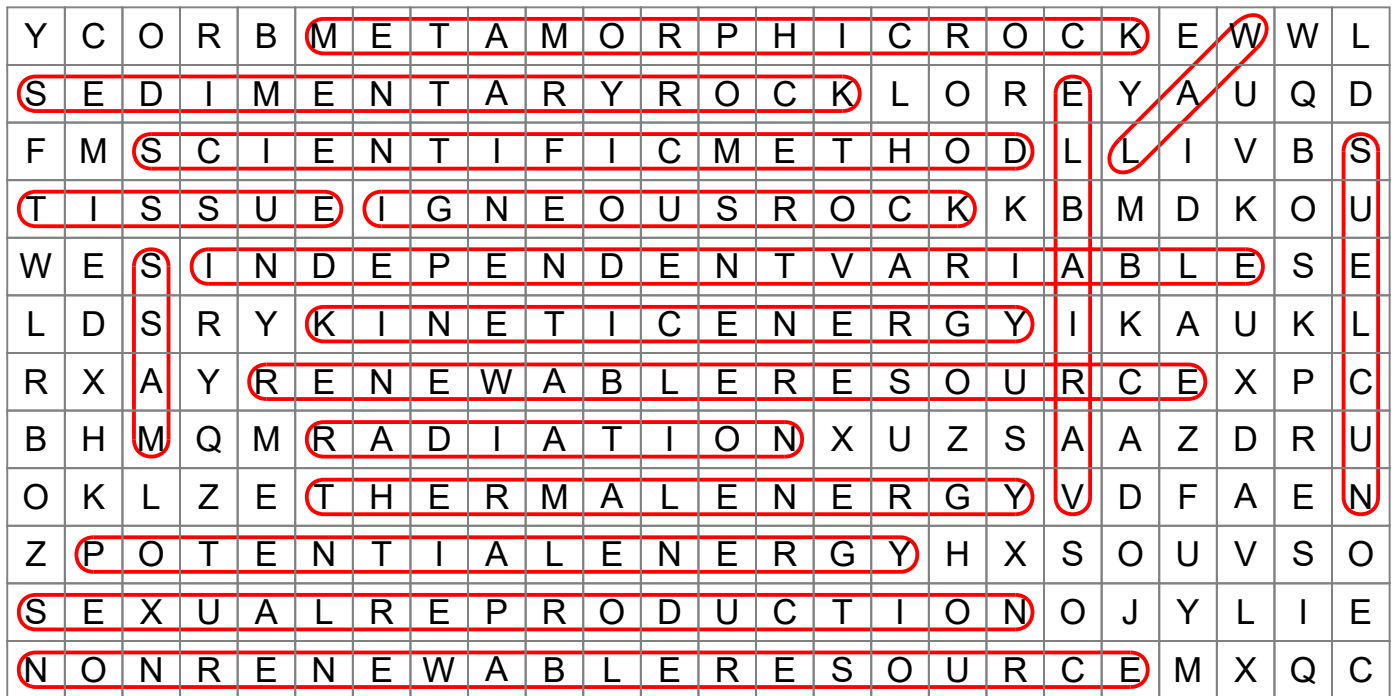 Y C O R B M E T A M O R P H I C R O C K E W W L
S E D I M E N T A R Y R O C K L O R E Y A U Q D
F M S C I E N T I F I C M E T H O D L L I V B S
T I S S U E I G N E O U S R O C K K B M D K O U
W E S I N D E P E N D E N T V A R I A B L E S E
L D S R Y K I N E T I C E N E R G Y I K A U K L
R X A Y R E N E W A B L E R E S O U R C E X P C
B H M Q M R A D I A T I O N X U Z S A A Z D R U
O K L Z E T H E R M A L E N E R G Y V D F A E N
Z P O T E N T I A L E N E R G Y H X S O U V S O
S E X U A L R E P R O D U C T I O N O J Y L I E
N O N R E N E W A B L E R E S O U R C E M X Q C